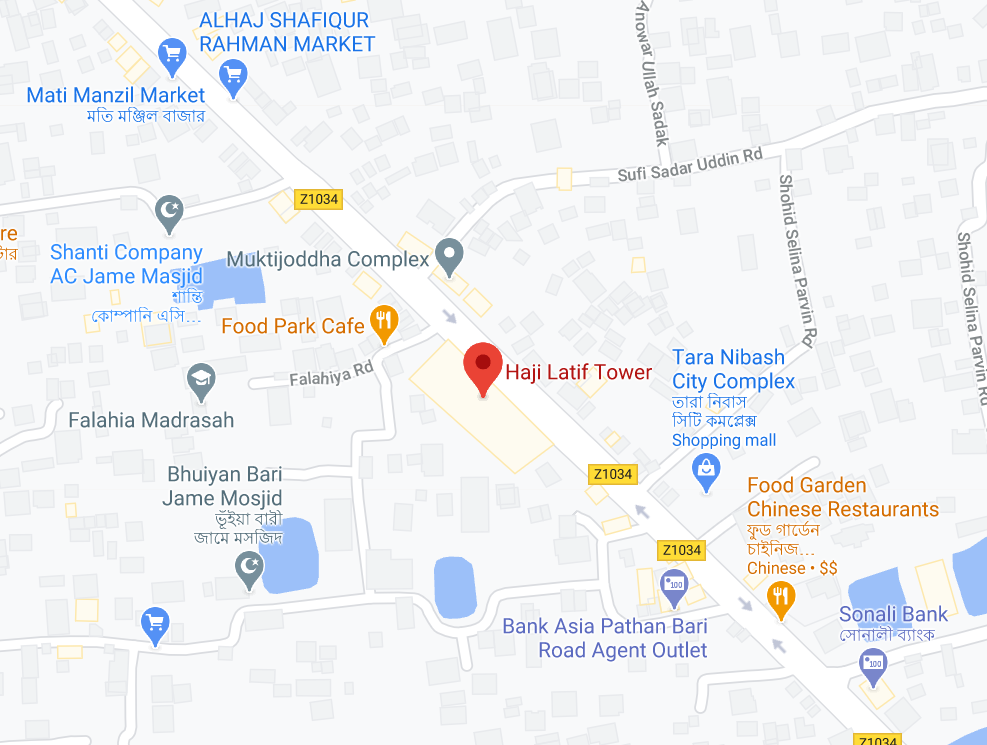 ALHAJ SHAFIQUR
RAHMAN MARKET
Mati Manzil Market
মতি মঞ্জিল বাজার
Anowar Ullah Sadak
Sufi Sadar Uddin Rd
Z1034
Shohid Selina Parvin Rd
Shohid Selina Parvin Rd
re
টার
Shanti Company
AC Jame Masjid
শান্তি
কোম্পানি এসি...
Muktijoddha Complex
Food Park Cafe
Falahiya Rd
Haji Latif Tower
Tara Nibash
City Complex
তারা নিবাস
সিটি কমপ্লেক্স
Shopping mall
Falahia Madrasah
Bhuiyan Bari
Jame Mosjid
ভূঁইয়া বারী
জামে মসজিদ
Z1034
Food Garden
Chinese Restaurants
ফুড গার্ডেন
চাইনিজ...
Chinese • $$
Z1034
100
Bank Asia Pathan Bari
Road Agent Outlet
Sonali Bank
সোনালী ব্যাংক
100
Z1034